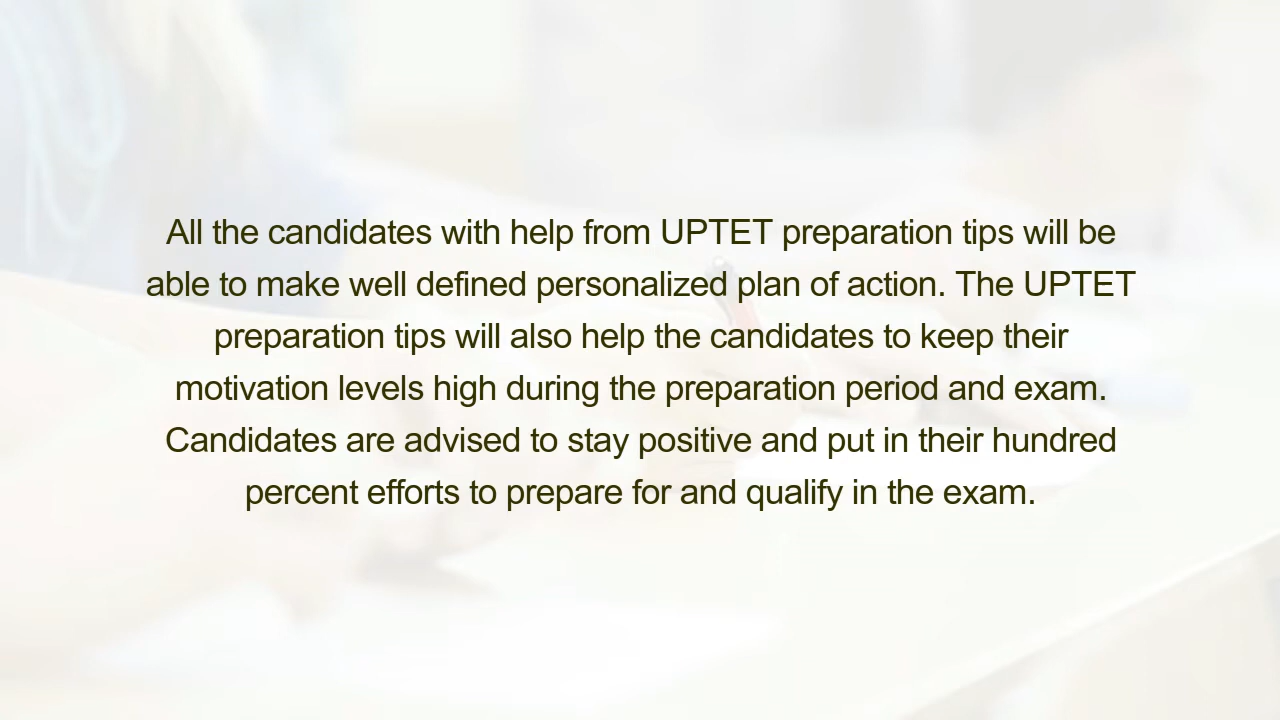 All the candidates with help from UPTET preparation tips will be
able to make well defined personalized plan of action. The UPTET
preparation tips will also help the candidates to keep their
motivation levels high during the preparation period and exam.
Candidates are advised to stay positive and put in their hundred
percent efforts to prepare for and qualify in the exam.